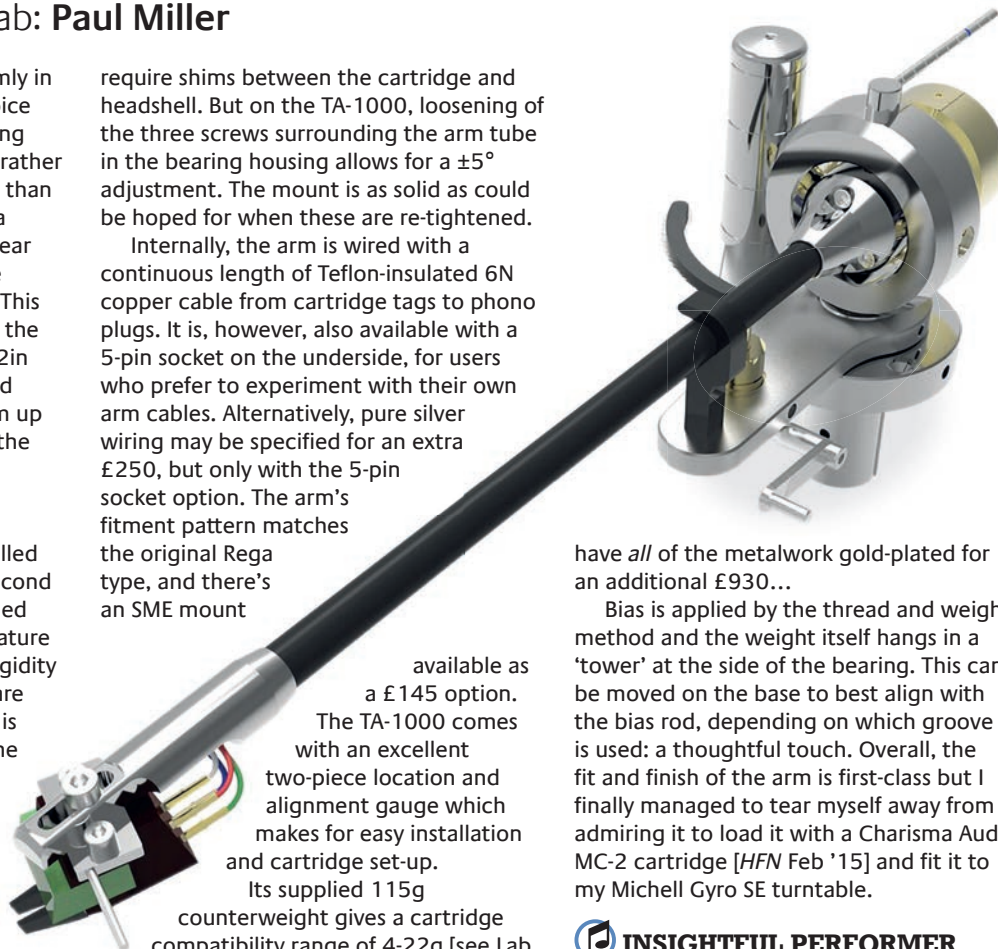 ab: Paul Miller
mly in
oice
ng
rather
than
a
ear
e
This
the
2in
d
n up
the
lled
cond
ed
ature
gidity
are
is
he
require shims between the cartridge and
headshell. But on the TA-1000, loosening of
the three screws surrounding the arm tube
in the bearing housing allows for a ±5°
adjustment. The mount is as solid as could
be hoped for when these are re-tightened.
Internally, the arm is wired with a
continuous length of Teflon-insulated 6N
copper cable from cartridge tags to phono
plugs. It is, however, also available with a
5-pin socket on the underside, for users
who prefer to experiment with their own
arm cables. Alternatively, pure silver
wiring may be specified for an extra
£250, but only with the 5-pin
socket option. The arm's
fitment pattern matches
the original Rega
type, and there's
an SME mount
available as
a £145 option.
The TA-1000 comes
with an excellent
two-piece location and
alignment gauge which
makes for easy installation
and cartridge set-up.
Its supplied 115g
counterweight gives a cartridge
compatibility range of 4-22g [see Lab
have all of the metalwork gold-plated for
an additional £930...
Bias is applied by the thread and weigh
method and the weight itself hangs in a
‘tower’ at the side of the bearing. This can
be moved on the base to best align with
the bias rod, depending on which groove
is used: a thoughtful touch. Overall, the
fit and finish of the arm is first-class but I
finally managed to tear myself away from
admiring it to load it with a Charisma Aud
MC-2 cartridge [HFN Feb ’15] and fit it to
my Michell Gyro SE turntable.
INSIGHTFUL PERFORMER